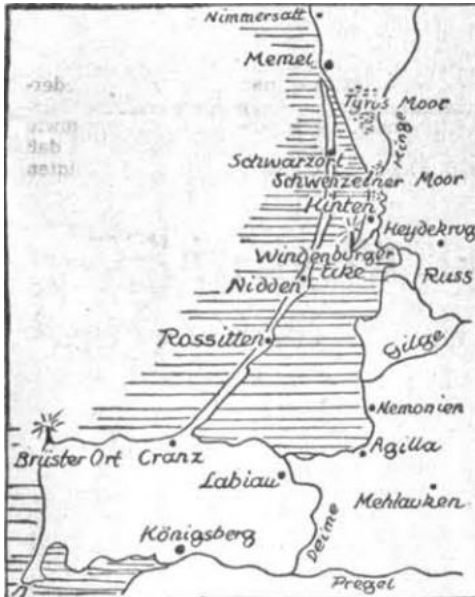 Nimmersatt
Memel
Tyrus Moor
Minge
Schwarzort
Schwenzelner Moor
Kinten
Heydekrug
Windenburger
Ecke
Russ
Nidden
Gilge
Rossitten
Nemonien
Brüster Ort
Cranz
Agilla
Labiau
Mehlauken
Deime
Königsberg
Pregel